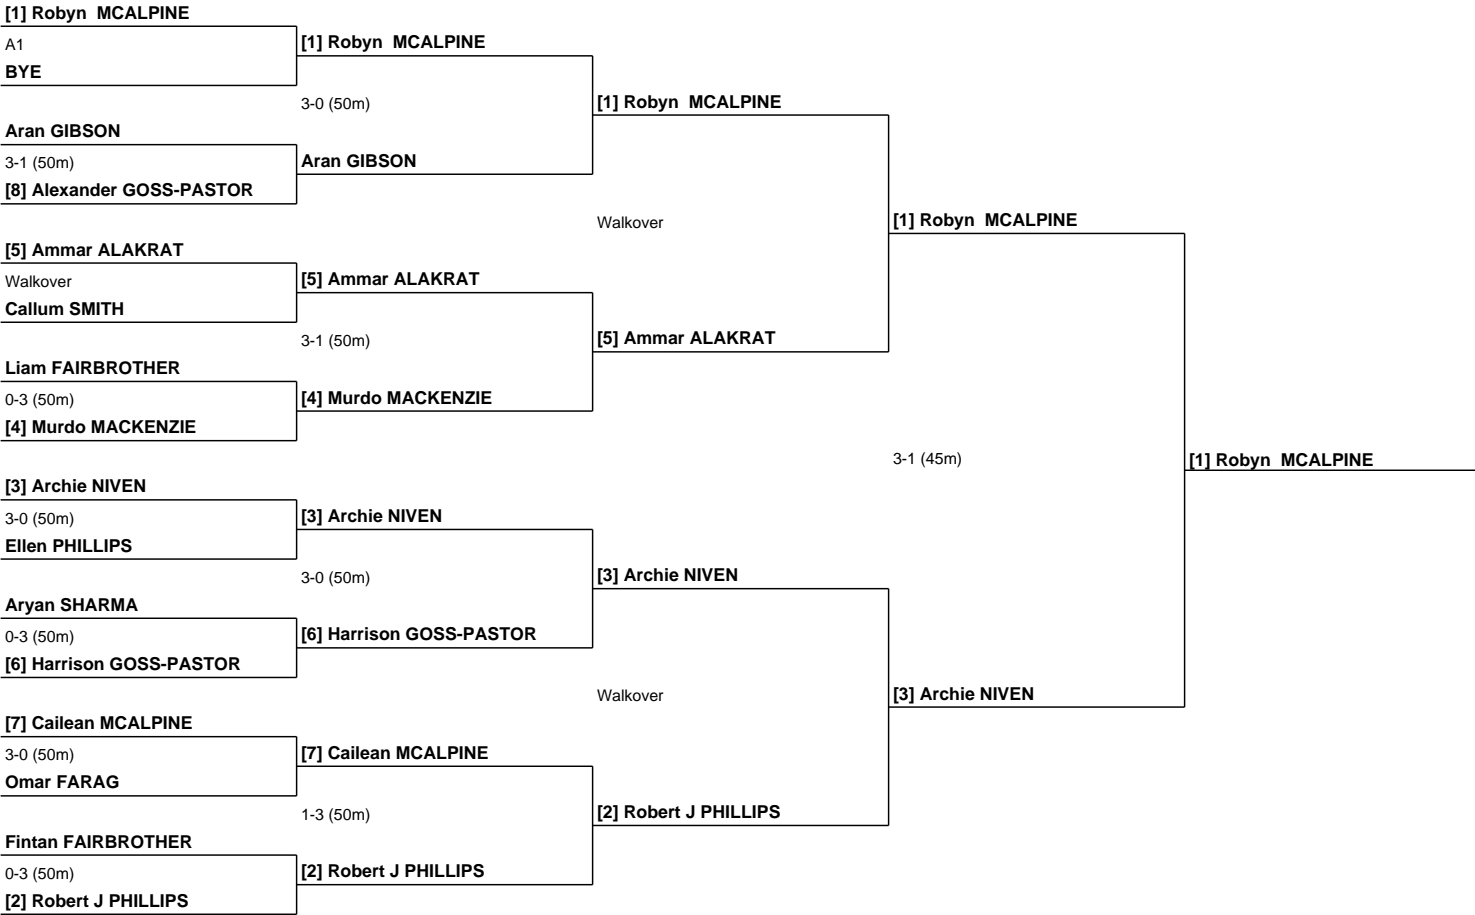 [1] Robyn  MCALPINE
A1
BYE
Aran GIBSON
3-1 (50m)
[8] Alexander GOSS-PASTOR
[5] Ammar ALAKRAT
Walkover
Callum SMITH
Liam FAIRBROTHER
0-3 (50m)
[4] Murdo MACKENZIE
[3] Archie NIVEN
3-0 (50m)
Ellen PHILLIPS
Aryan SHARMA
0-3 (50m)
[6] Harrison GOSS-PASTOR
[7] Cailean MCALPINE
3-0 (50m)
Omar FARAG
Fintan FAIRBROTHER
0-3 (50m)
[2] Robert J PHILLIPS
[1] Robyn  MCALPINE
3-0 (50m)
Aran GIBSON
[5] Ammar ALAKRAT
3-1 (50m)
[4] Murdo MACKENZIE
[3] Archie NIVEN
3-0 (50m)
[6] Harrison GOSS-PASTOR
[7] Cailean MCALPINE
1-3 (50m)
[2] Robert J PHILLIPS
[1] Robyn  MCALPINE
Walkover
[5] Ammar ALAKRAT
[3] Archie NIVEN
Walkover
[2] Robert J PHILLIPS
[1] Robyn  MCALPINE
3-1 (45m)
[3] Archie NIVEN
[1] Robyn  MCALPINE